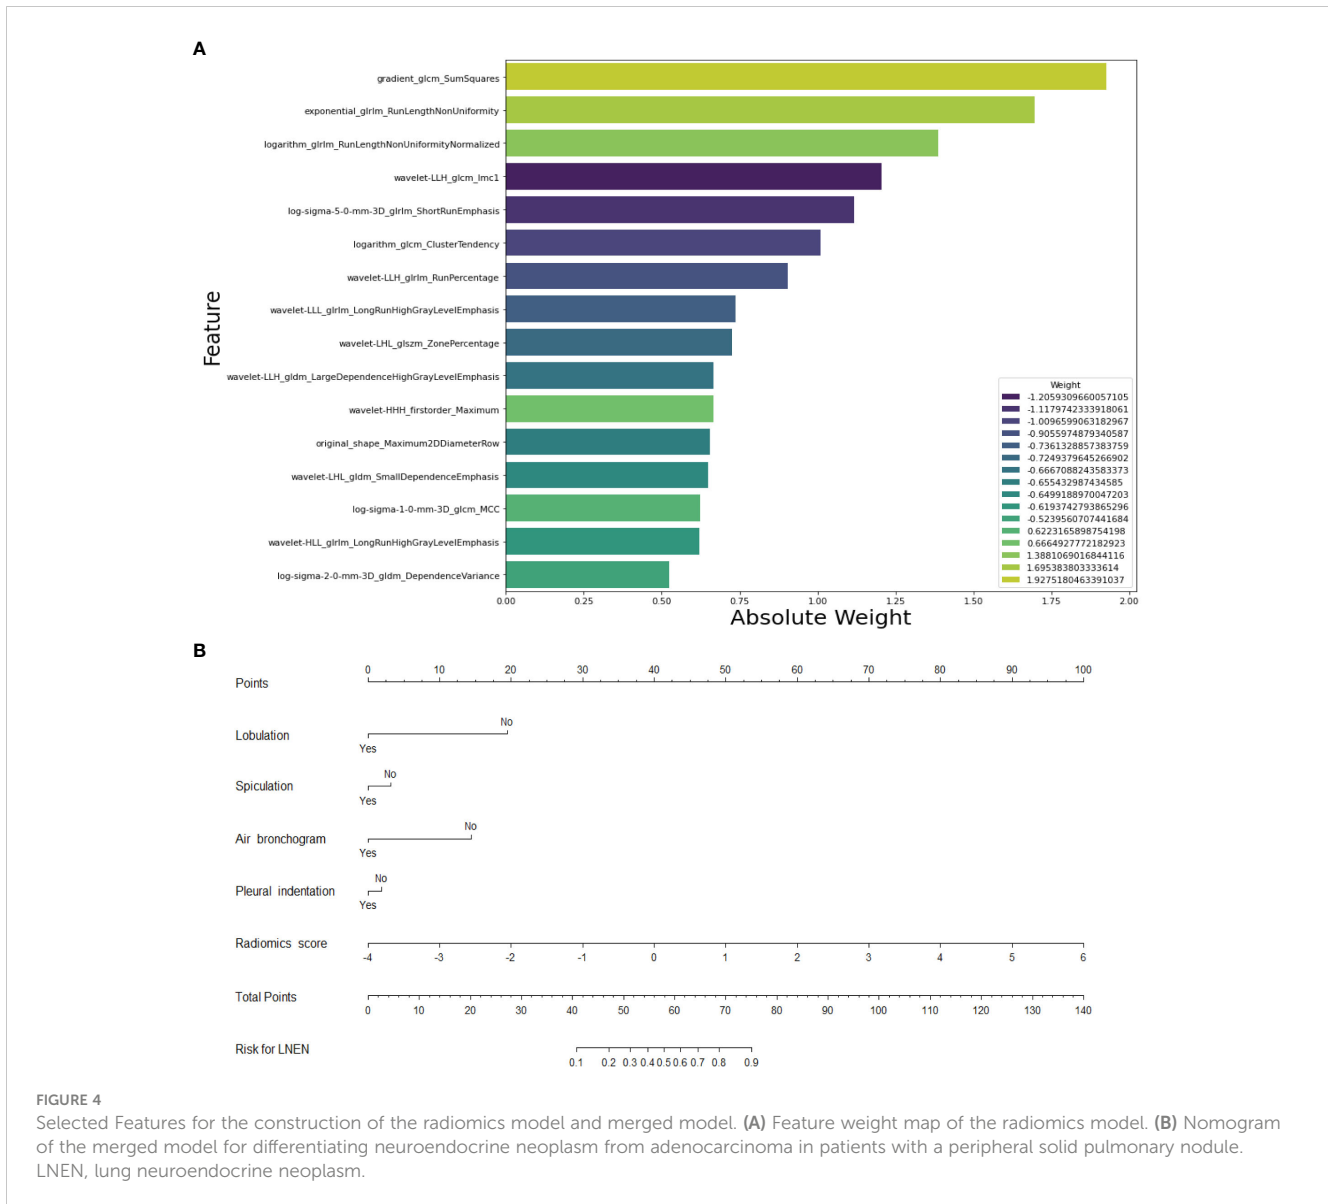 A
gradient_glcm_SumSquares
exponential_glrlm_RunLengthNonUniformity
logarithm_glrlm_RunLengthNonUniformityNormalized
wavelet-LLH_glcm_Imc1
log-sigma-5-0-mm-3D_glrlm_ShortRunEmphasis
logarithm_glcm_ClusterTendency
wavelet-LLH_glrlm_RunPercentage
wavelet-LLL_glrlm_LongRunHighGrayLevelEmphasis
wavelet-LHL_glszm_ZonePercentage
wavelet-LLH_gldm_LargeDependenceHighGrayLevelEmphasis
wavelet-HHH_firstorder_Maximum
original_shape_Maximum2DDiameterRow
wavelet-LHL_gldm_SmallDependenceEmphasis
log-sigma-1-0-mm-3D_glcm_MCC
wavelet-HLL_glrlm_LongRunHighGrayLevelEmphasis
log-sigma-2-0-mm-3D_gldm_DependenceVariance
Feature
Weight
-1.2059309660057105
-1.1179742333918061
-1.0096599063182967
-0.9055974879340587
-0.7361328857383759
-0.7249379645266902
-0.6667088243583373
-0.655432987434585
-0.6499188970047203
-0.6193742793865296
-0.5239560707441684
0.6223165898754198
0.6664927772182923
1.3881069016844116
1.695383803333614
1.9275180463391037
0.00 0.25 0.50 0.75 1.00 1.25 1.50 1.75 2.00
Absolute Weight
B
Points 0 10 20 30 40 50 60 70 80 90 100
Lobulation Yes No
Spiculation Yes No
Air bronchogram Yes No
Pleural indentation Yes No
Radiomics score -4 -3 -2 -1 0 1 2 3 4 5 6
Total Points 0 10 20 30 40 50 60 70 80 90 100 110 120 130 140
Risk for LNEN 0.1 0.2 0.3 0.4 0.5 0.6 0.7 0.8 0.9
FIGURE 4
Selected Features for the construction of the radiomics model and merged model. (A) Feature weight map of the radiomics model. (B) Nomogram
of the merged model for differentiating neuroendocrine neoplasm from adenocarcinoma in patients with a peripheral solid pulmonary nodule.
LNEN, lung neuroendocrine neoplasm.